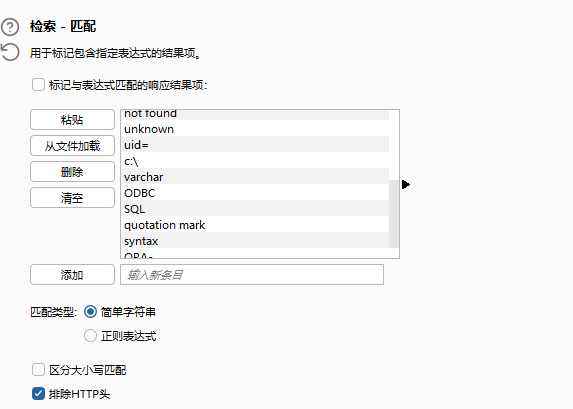 检索 - 匹配
用于标记包含指定表达式的结果项。
标记与表达式匹配的响应结果项:
粘贴
从文件加载
删除
清空
not found
unknown
uid=
c:\
varchar
ODBC
SQL
quotation mark
syntax
ORA-
添加
输入新条目
匹配类型:
简单字符串
正则表达式
区分大小写匹配
排除HTTP头